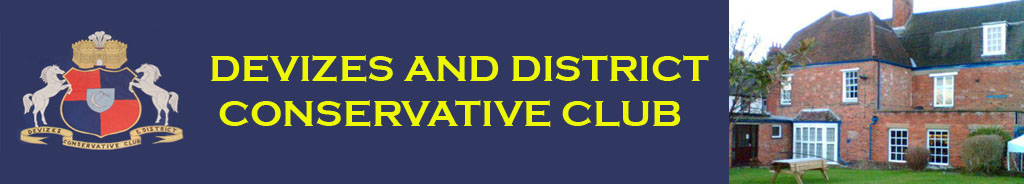 DEVIZES AND DISTRICT
CONSERVATIVE CLUB
DEVIZES & DISTRICT
CONSERVATIVE CLUB